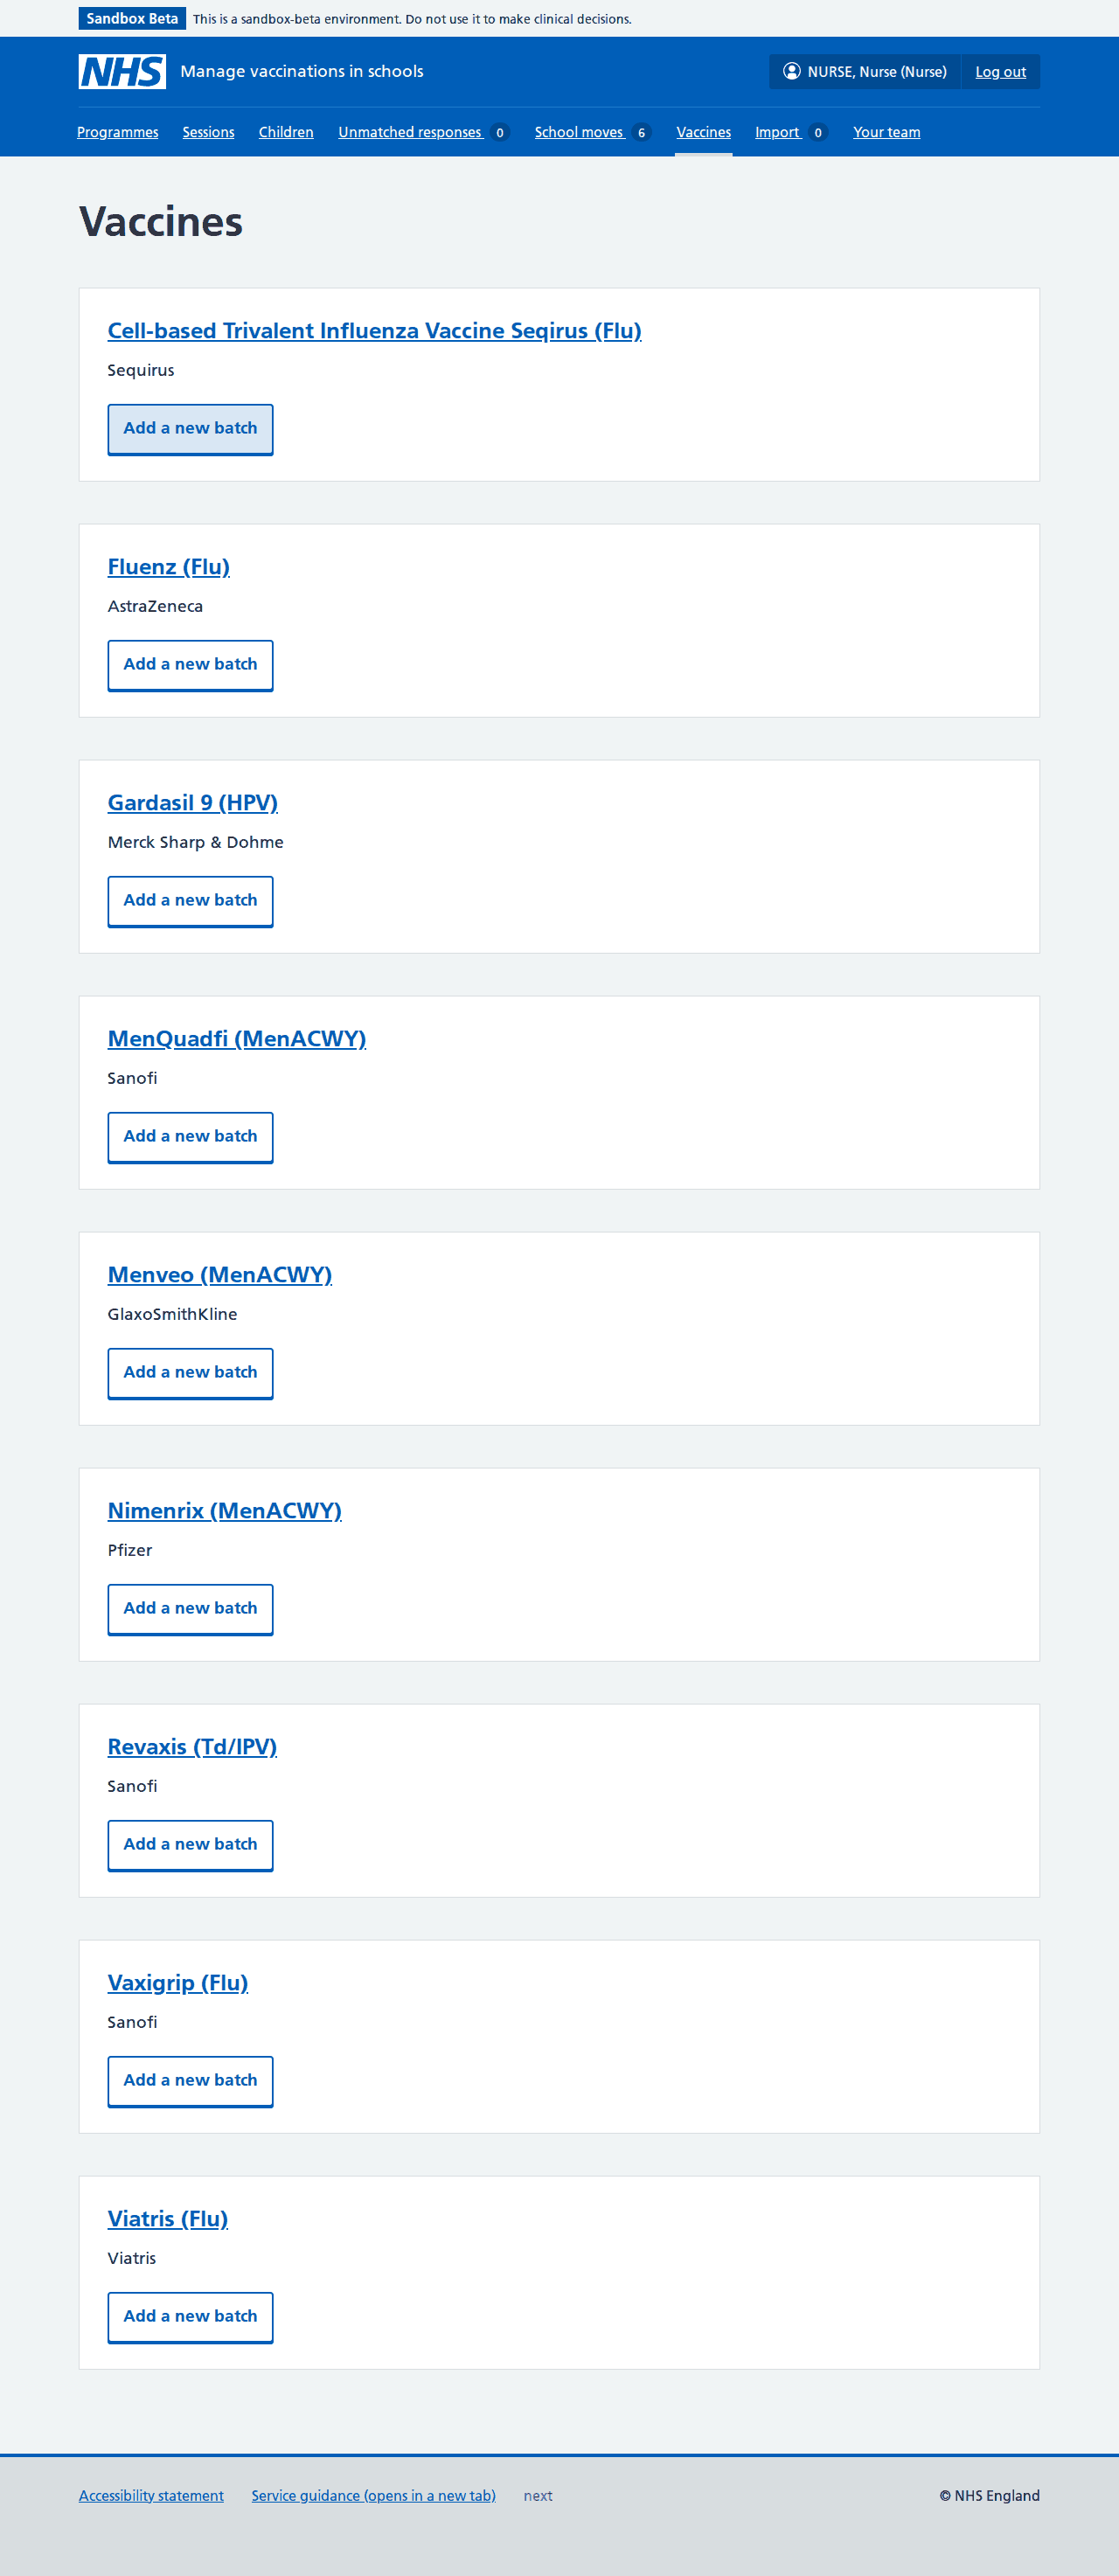 Sandbox Beta This is a sandbox-beta environment. Do not use it to make clinical decisions.
NHS Manage vaccinations in schools NURSE, Nurse (Nurse) Log out
Programmes Sessions Children Unmatched responses 0 School moves 6 Vaccines Import 0 Your team
Vaccines
Cell-based Trivalent Influenza Vaccine Seqirus (Flu)
Sequirus
Add a new batch
Fluenz (Flu)
AstraZeneca
Add a new batch
Gardasil 9 (HPV)
Merck Sharp & Dohme
Add a new batch
MenQuadfi (MenACWY)
Sanofi
Add a new batch
Menveo (MenACWY)
GlaxoSmithKline
Add a new batch
Nimenrix (MenACWY)
Pfizer
Add a new batch
Revaxis (Td/IPV)
Sanofi
Add a new batch
Vaxigrip (Flu)
Sanofi
Add a new batch
Viatris (Flu)
Viatris
Add a new batch
Accessibility statement Service guidance (opens in a new tab) next © NHS England